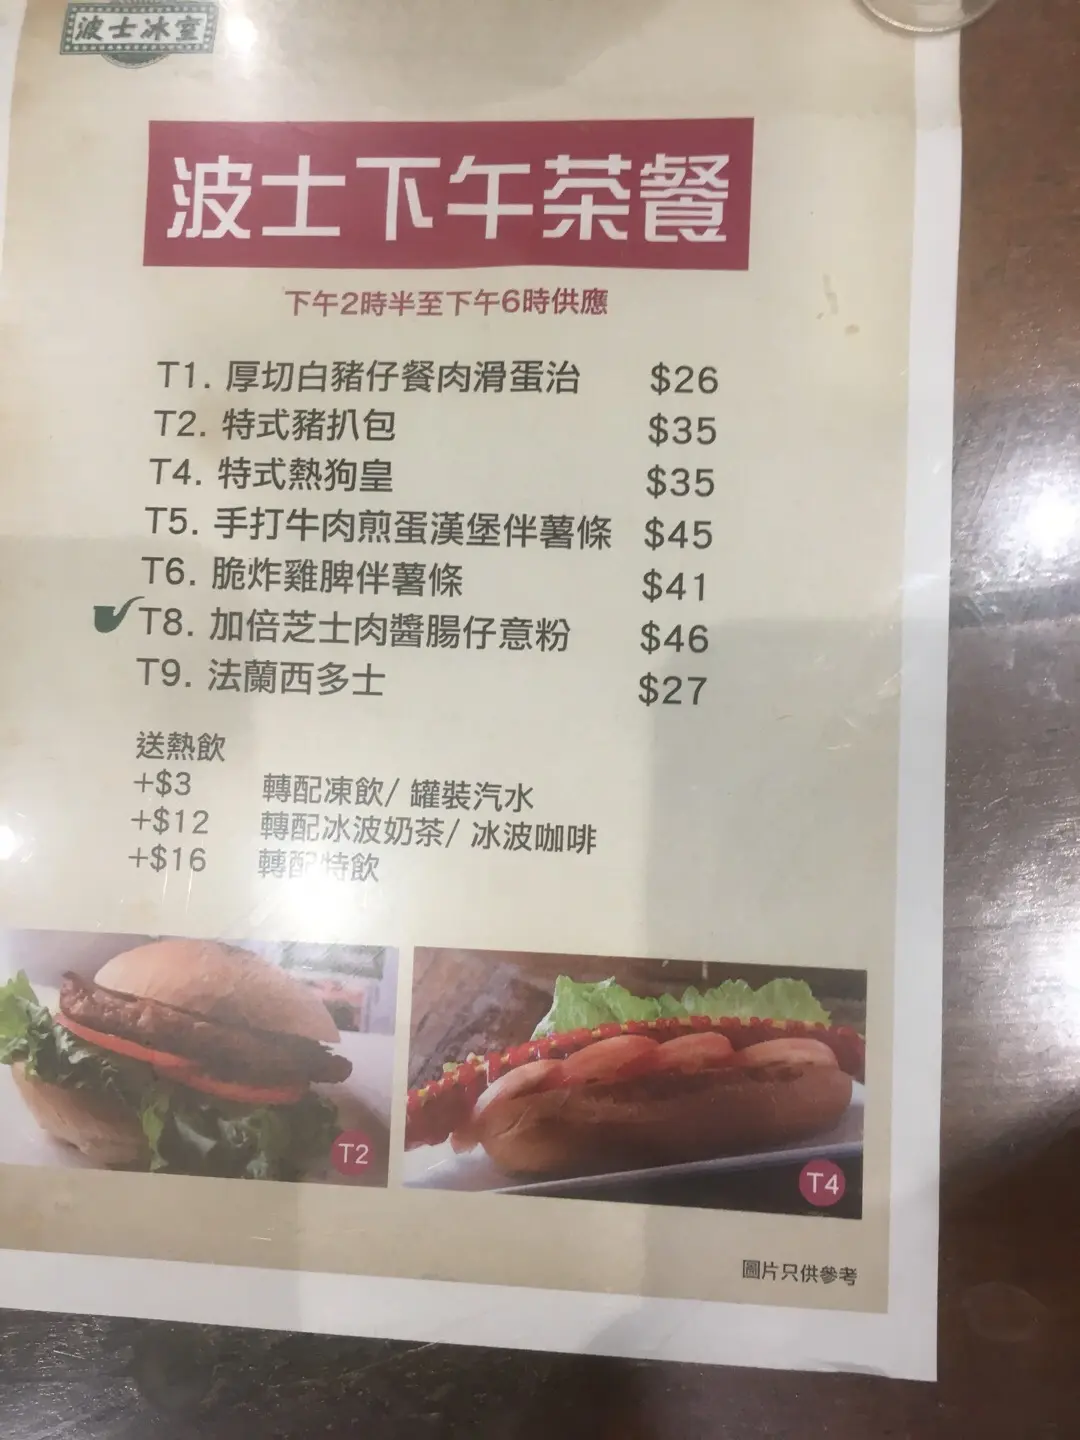 波士冰室
波士下午茶餐
下午2時半至下午6時供應
T1. 厚切白豬仔餐肉滑蛋治 $26
T2. 特式豬扒包 $35
T4. 特式熱狗皇 $35
T5. 手打牛肉煎蛋漢堡伴薯條 $45
T6. 脆炸雞脾伴薯條 $41
T8. 加倍芝士肉醬腸仔意粉 $46
T9. 法蘭西多士 $27
送熱飲
+$3 轉配凍飲/ 罐裝汽水
+$12 轉配冰波奶茶/ 冰波咖啡
+$16 轉配特飲
T2
T4
圖片只供參考